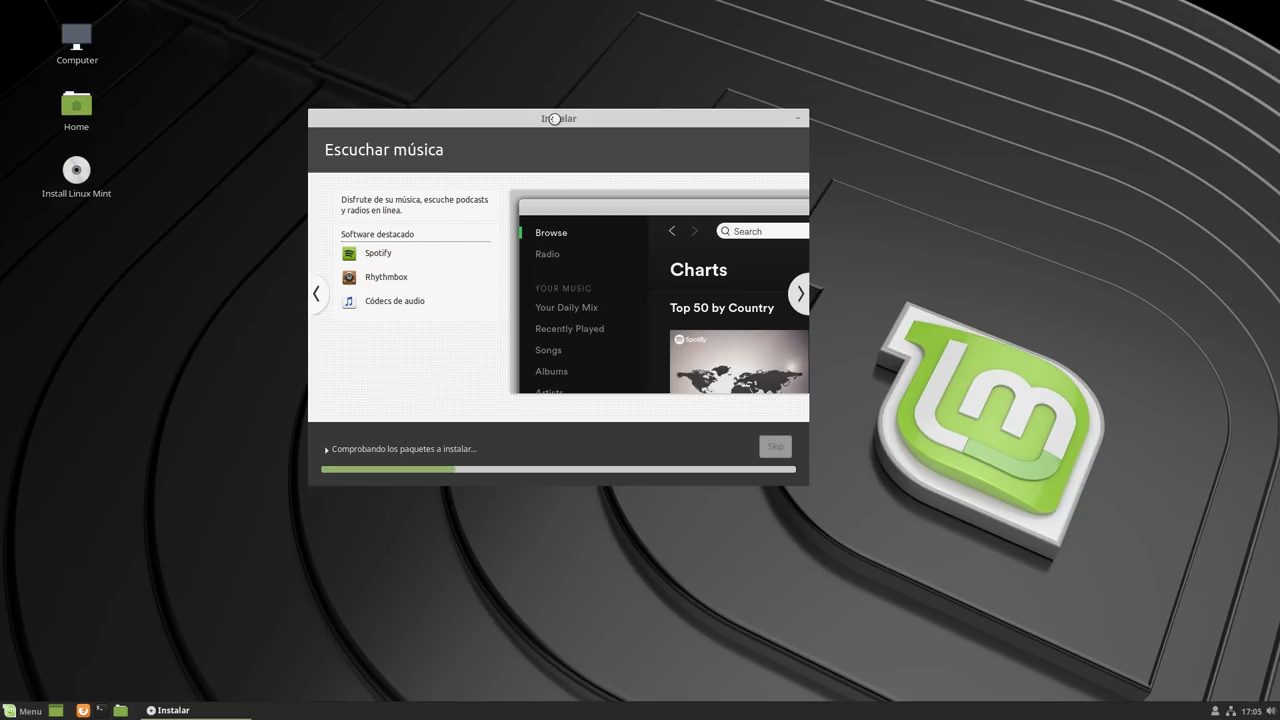 Computer
Home
Install Linux Mint
Escuchar música
Disfrute de su música, escuche podcasts
y radios en línea.
Software destacado
Spotify
Rhythmbox
Códecs de audio
Browse
Radio
YOUR MUSIC
Your Daily Mix
Recently Played
Songs
Albums
Artists
Search
Charts
Top 50 by Country
Spotify
Comprobando los paquetes a instalar...
Skip
Menu
Instalar
17:05